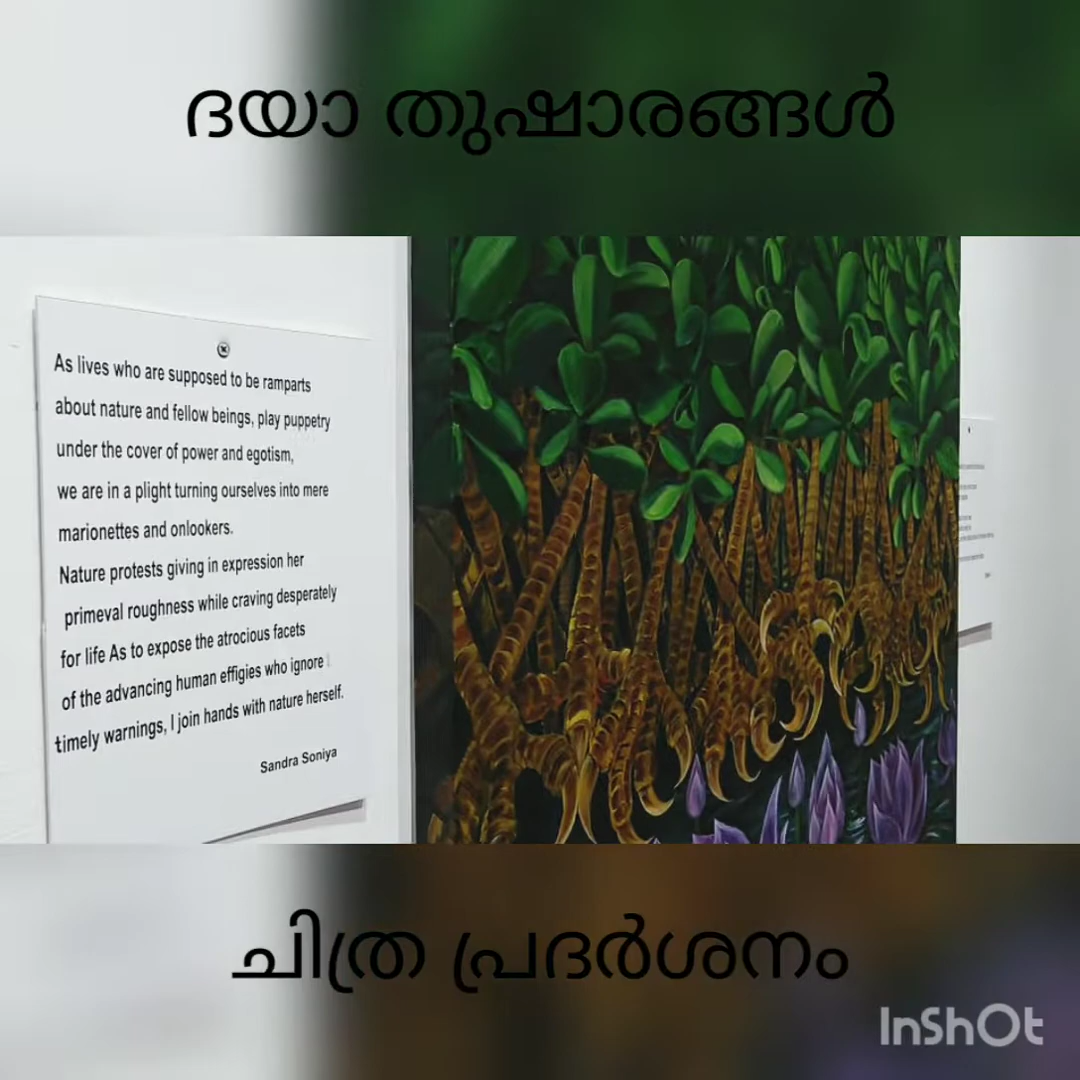 ദയാ തുഷാരങ്ങൾ
As lives who are supposed to be ramparts
about nature and fellow beings, play puppetry
under the cover of power and egotism,
we are in a plight turning ourselves into mere
marionettes and onlookers.
Nature protests giving in expression her
primeval roughness while craving desperately
for life As to expose the atrocious facets
of the advancing human effigies who ignore
timely warnings, I join hands with nature herself.
Sandra Soniya
ചിത്ര പ്രദർശനം
InShOt